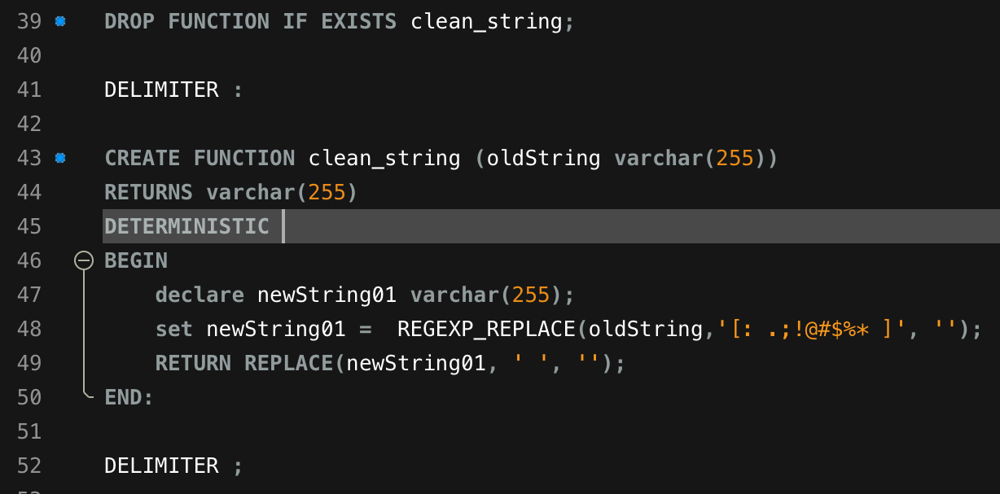 39 DROP FUNCTION IF EXISTS clean_string;
40
41 DELIMITER :
42
43 CREATE FUNCTION clean_string (oldString varchar(255))
44 RETURNS varchar(255)
45 DETERMINISTIC
46 BEGIN
47 declare newString01 varchar(255);
48 set newString01 =  REGEXP_REPLACE(oldString,'[: .;!@#$%* ]', '');
49 RETURN REPLACE(newString01, ' ', '');
50 END:
51
52 DELIMITER ;